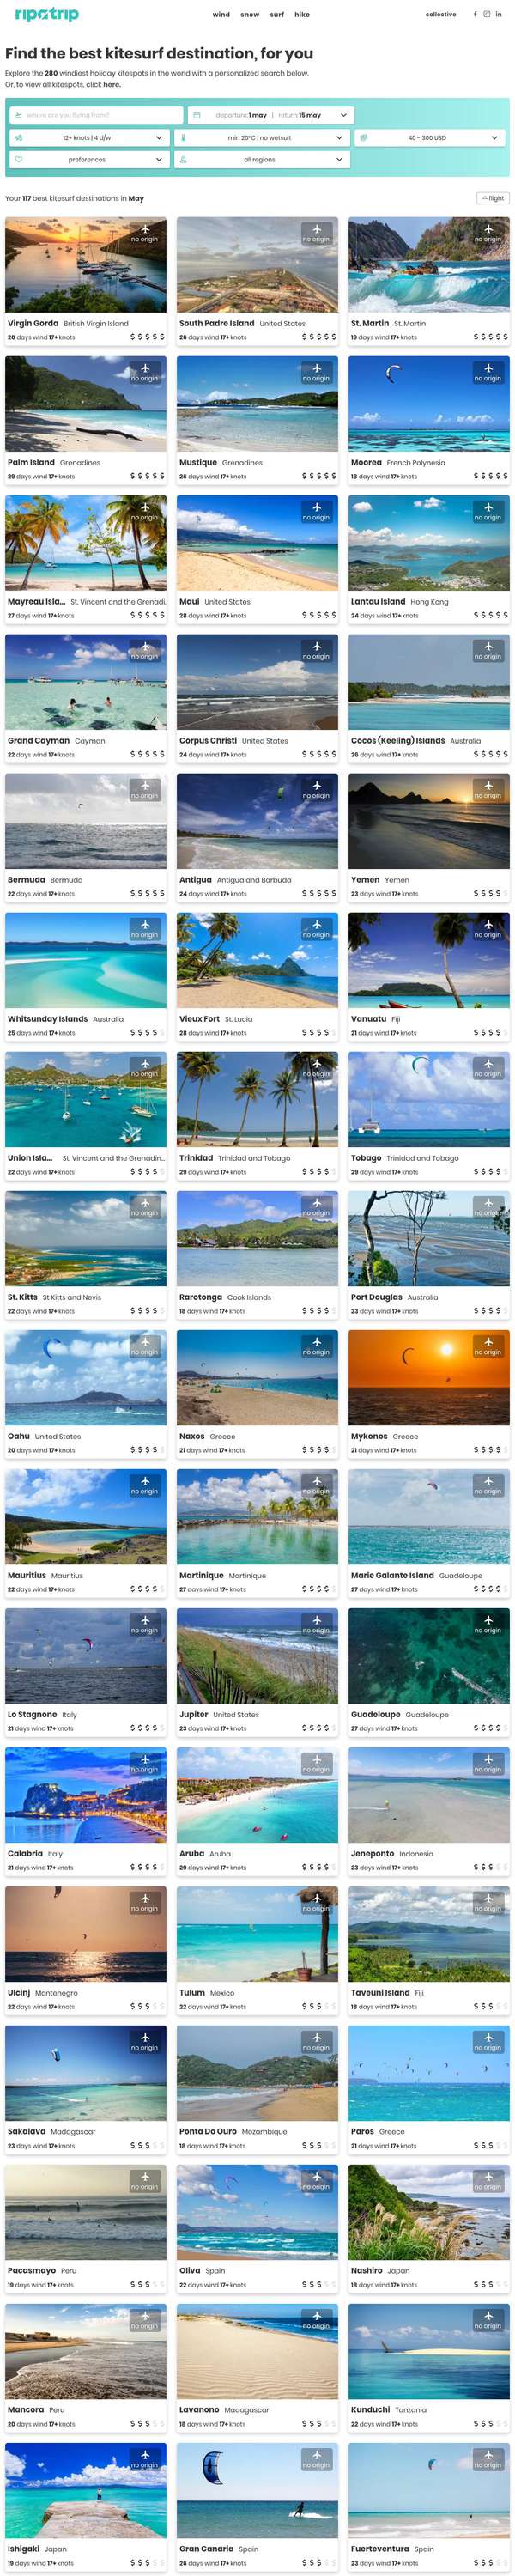 ripatrip
wind snow surf hike
collective
Find the best kitesurf destination, for you
Explore the 280 windiest holiday kitespots in the world with a personalized search below.
Or, to view all kitespots, click here.
where are you flying from?
departure 1 may | return 15 may
12+ knots | 4 d/w
min 20°C | no wetsuit
40 - 300 USD
preferences
all regions
Your 117 best kitesurf destinations in May
flight
no origin no origin no origin
Virgin Gorda British Virgin Island
20 days wind 17+ knots $ $ $ $ $
South Padre Island United States
26 days wind 17+ knots $ $ $ $ $
St. Martin St. Martin
19 days wind 17+ knots $ $ $ $ $
no origin no origin no origin
Palm Island Grenadines
29 days wind 17+ knots $ $ $ $ $
Mustique Grenadines
26 days wind 17+ knots $ $ $ $ $
Moorea French Polynesia
18 days wind 17+ knots $ $ $ $ $
no origin no origin no origin
Mayreau Isla... St. Vincent and the Grenadi.
27 days wind 17+ knots $ $ $ $ $
Maui United States
28 days wind 17+ knots $ $ $ $ $
Lantau Island Hong Kong
24 days wind 17+ knots $ $ $ $ $
no origin no origin no origin
Grand Cayman Cayman
22 days wind 17+ knots $ $ $ $ $
Corpus Christi United States
24 days wind 17+ knots $ $ $ $ $
Cocos (Keeling) Islands Australia
26 days wind 17+ knots $ $ $ $ $
no origin no origin no origin
Bermuda Bermuda
22 days wind 17+ knots $ $ $ $ $
Antigua Antigua and Barbuda
24 days wind 17+ knots $ $ $ $ $
Yemen Yemen
23 days wind 17+ knots $ $ $ $ $
no origin no origin no origin
Whitsunday Islands Australia
25 days wind 17+ knots $ $ $ $ $
Vieux Fort St. Lucia
28 days wind 17+ knots $ $ $ $ $
Vanuatu Fiji
21 days wind 17+ knots $ $ $ $ $
no origin no origin no origin
Union Isla... St. Vincent and the Grenadin...
22 days wind 17+ knots $ $ $ $ $
Trinidad Trinidad and Tobago
29 days wind 17+ knots $ $ $ $ $
Tobago Trinidad and Tobago
29 days wind 17+ knots $ $ $ $ $
no origin no origin no origin
St. Kitts St Kitts and Nevis
22 days wind 17+ knots $ $ $ $ $
Rarotonga Cook Islands
18 days wind 17+ knots $ $ $ $ $
Port Douglas Australia
23 days wind 17+ knots $ $ $ $ $
no origin no origin no origin
Oahu United States
20 days wind 17+ knots $ $ $ $ $
Naxos Greece
21 days wind 17+ knots $ $ $ $ $
Mykonos Greece
21 days wind 17+ knots $ $ $ $ $
no origin no origin no origin
Mauritius Mauritius
22 days wind 17+ knots $ $ $ $ $
Martinique Martinique
27 days wind 17+ knots $ $ $ $ $
Marie Galante Island Guadeloupe
27 days wind 17+ knots $ $ $ $ $
no origin no origin no origin
Lo Stagnone Italy
21 days wind 17+ knots $ $ $ $ $
Jupiter United States
23 days wind 17+ knots $ $ $ $ $
Guadeloupe Guadeloupe
27 days wind 17+ knots $ $ $ $ $
no origin no origin no origin
Calabria Italy
21 days wind 17+ knots $ $ $ $ $
Aruba Aruba
29 days wind 17+ knots $ $ $ $ $
Jeneponto Indonesia
23 days wind 17+ knots $ $ $ $ $
no origin no origin no origin
Ulcinj Montenegro
22 days wind 17+ knots $ $ $ $ $
Tulum Mexico
22 days wind 17+ knots $ $ $ $ $
Taveuni Island Fiji
18 days wind 17+ knots $ $ $ $ $
no origin no origin no origin
Sakalava Madagascar
23 days wind 17+ knots $ $ $ $ $
Ponta Do Ouro Mozambique
18 days wind 17+ knots $ $ $ $ $
Paros Greece
21 days wind 17+ knots $ $ $ $ $
no origin no origin no origin
Pacasmayo Peru
19 days wind 17+ knots $ $ $ $ $
Oliva Spain
22 days wind 17+ knots $ $ $ $ $
Nashiro Japan
18 days wind 17+ knots $ $ $ $ $
no origin no origin no origin
Mancora Peru
20 days wind 17+ knots $ $ $ $ $
Lavanono Madagascar
18 days wind 17+ knots $ $ $ $ $
Kunduchi Tanzania
22 days wind 17+ knots $ $ $ $ $
no origin no origin no origin
Ishigaki Japan
19 days wind 17+ knots $ $ $ $ $
Gran Canaria Spain
26 days wind 17+ knots $ $ $ $ $
Fuerteventura Spain
23 days wind 17+ knots $ $ $ $ $